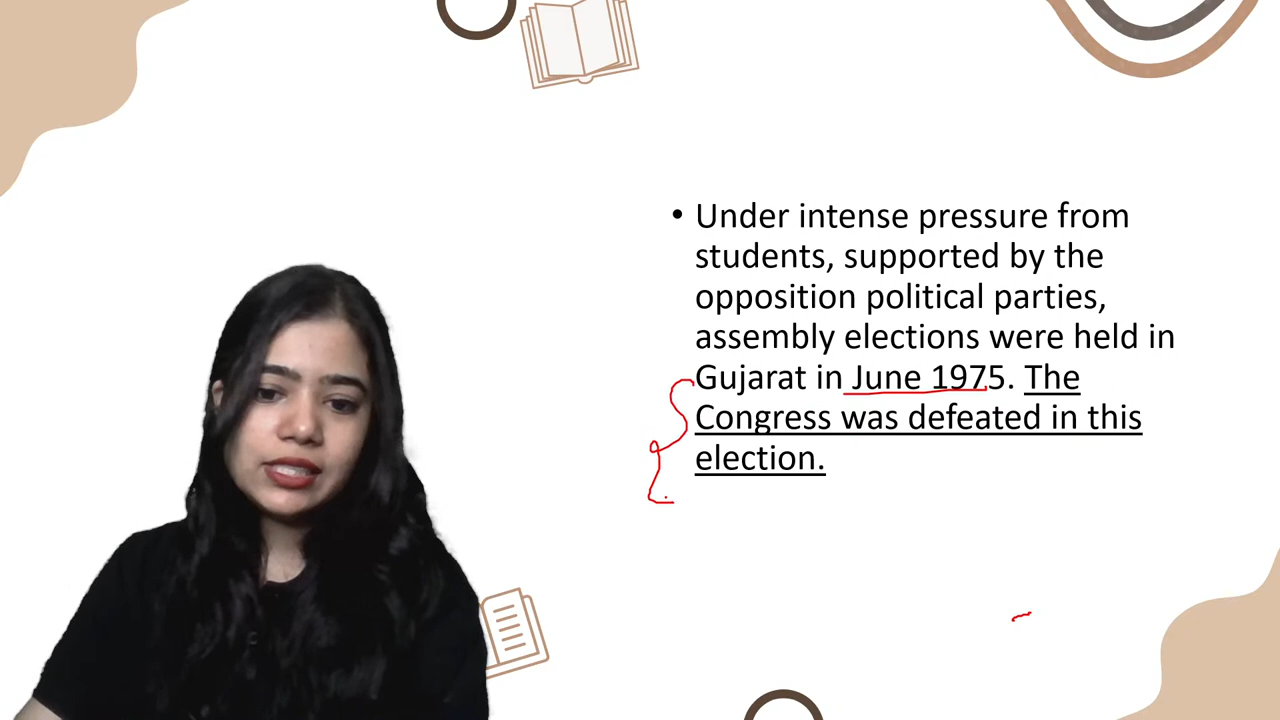 • Under intense pressure from
students, supported by the
opposition political parties,
assembly elections were held in
Gujarat in June 1975. The
Congress was defeated in this
election.